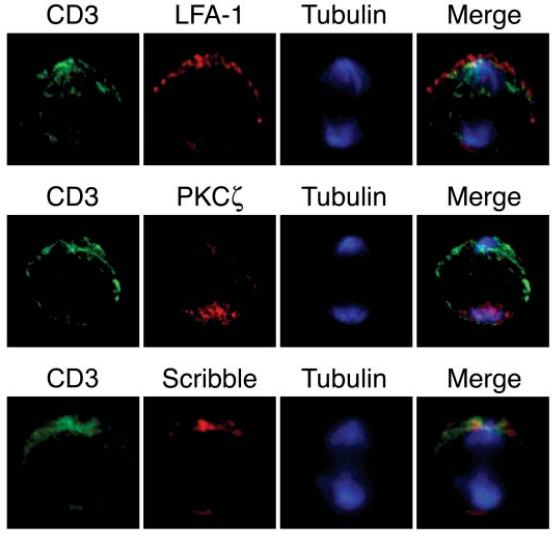 CD3 LFA-1 Tubulin Merge
CD3 PKCζ Tubulin Merge
CD3 Scribble Tubulin Merge